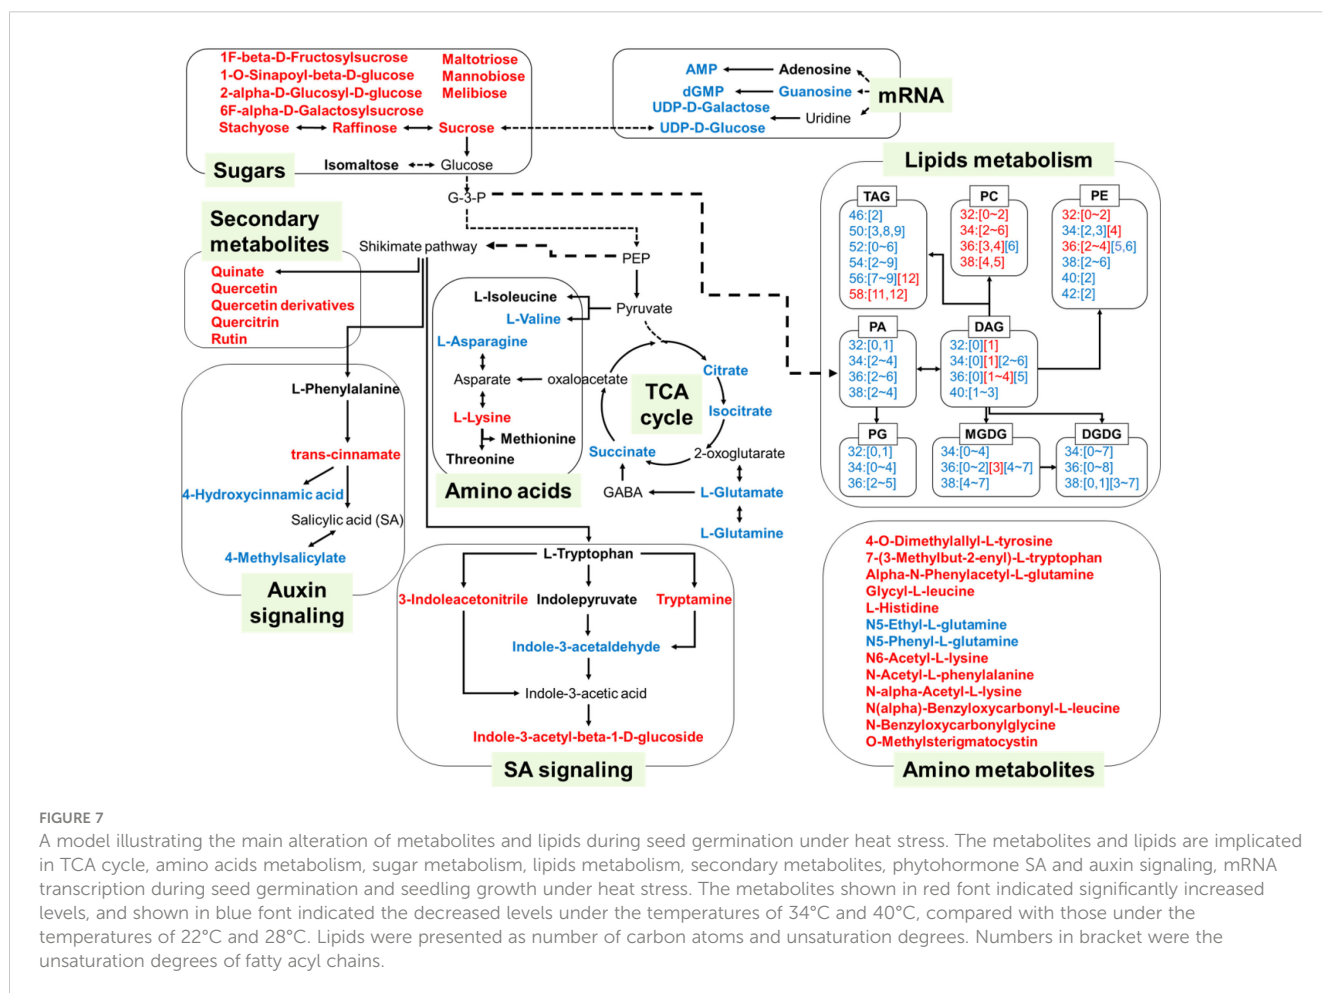 1F-beta-D-Fructosylsucrose
1-O-Sinapoyl-beta-D-glucose
2-alpha-D-Glucosyl-D-glucose
6F-alpha-D-Galactosylsucrose
Maltotriose
Mannobiose
Melibiose
Stachyose
Raffinose
Sucrose
Isomaltose
Glucose
Sugars
AMP
Adenosine
dGMP
Guanosine
UDP-D-Galactose
Uridine
UDP-D-Glucose
mRNA
G-3-P
Shikimate pathway
PEP
Pyruvate
Secondary
metabolites
Quinate
Quercetin
Quercetin derivatives
Quercitrin
Rutin
L-Isoleucine
L-Valine
L-Asparagine
Asparate
oxaloacetate
L-Lysine
Methionine
Threonine
Amino acids
TCA
cycle
Citrate
Isocitrate
2-oxoglutarate
Succinate
GABA
L-Glutamate
L-Glutamine
L-Phenylalanine
trans-cinnamate
4-Hydroxycinnamic acid
Salicylic acid (SA)
4-Methylsalicylate
Auxin
signaling
L-Tryptophan
3-Indoleacetonitrile
Indolepyruvate
Tryptamine
Indole-3-acetaldehyde
Indole-3-acetic acid
Indole-3-acetyl-beta-1-D-glucoside
SA signaling
Lipids metabolism
TAG
46:[2]
50:[3,8,9]
52:[0~6]
54:[2~9]
56:[7~9][12]
58:[11,12]
PC
32:[0~2]
34:[2~6]
36:[3,4][6]
38:[4,5]
PE
32:[0~2]
34:[2,3][4]
36:[2~4][5,6]
38:[2~6]
40:[2]
42:[2]
PA
32:[0,1]
34:[2~4]
36:[2~6]
38:[2~4]
DAG
32:[0][1]
34:[0][1][2~6]
36:[0][1~4][5]
40:[1~3]
PG
32:[0,1]
34:[0~4]
36:[2~5]
MGDG
34:[0~4]
36:[0~2][3][4~7]
38:[4~7]
DGDG
34:[0~7]
36:[0~8]
38:[0,1][3~7]
4-O-Dimethylallyl-L-tyrosine
7-(3-Methylbut-2-enyl)-L-tryptophan
Alpha-N-Phenylacetyl-L-glutamine
Glycyl-L-leucine
L-Histidine
N5-Ethyl-L-glutamine
N5-Phenyl-L-glutamine
N6-Acetyl-L-lysine
N-Acetyl-L-phenylalanine
N-alpha-Acetyl-L-lysine
N(alpha)-Benzyloxycarbonyl-L-leucine
N-Benzyloxycarbonylglycine
O-Methylsterigmatocystin
Amino metabolites
FIGURE 7
A model illustrating the main alteration of metabolites and lipids during seed germination under heat stress. The metabolites and lipids are implicated
in TCA cycle, amino acids metabolism, sugar metabolism, lipids metabolism, secondary metabolites, phytohormone SA and auxin signaling, mRNA
transcription during seed germination and seedling growth under heat stress. The metabolites shown in red font indicated significantly increased
levels, and shown in blue font indicated the decreased levels under the temperatures of 34°C and 40°C, compared with those under the
temperatures of 22°C and 28°C. Lipids were presented as number of carbon atoms and unsaturation degrees. Numbers in bracket were the
unsaturation degrees of fatty acyl chains.